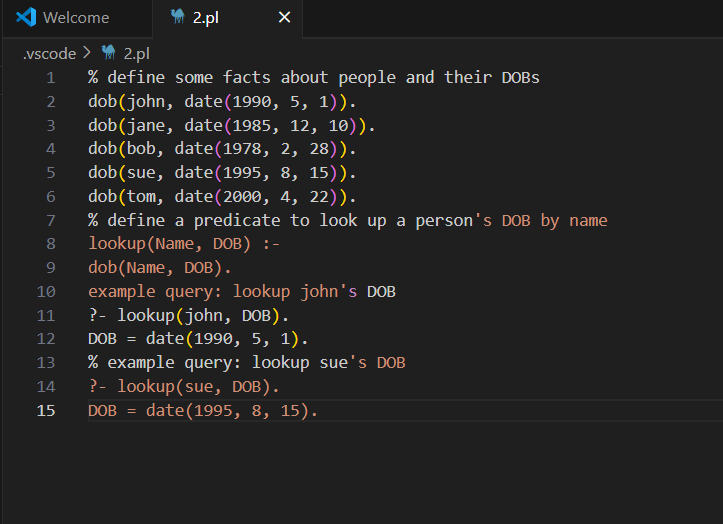 Welcome
2.pl
.vscode > 2.pl
1 % define some facts about people and their DOBs
2 dob(john, date(1990, 5, 1)).
3 dob(jane, date(1985, 12, 10)).
4 dob(bob, date(1978, 2, 28)).
5 dob(sue, date(1995, 8, 15)).
6 dob(tom, date(2000, 4, 22)).
7 % define a predicate to look up a person's DOB by name
8 lookup(Name, DOB) :-
9 dob(Name, DOB).
10 example query: lookup john's DOB
11 ?- lookup(john, DOB).
12 DOB = date(1990, 5, 1).
13 % example query: lookup sue's DOB
14 ?- lookup(sue, DOB).
15 DOB = date(1995, 8, 15).